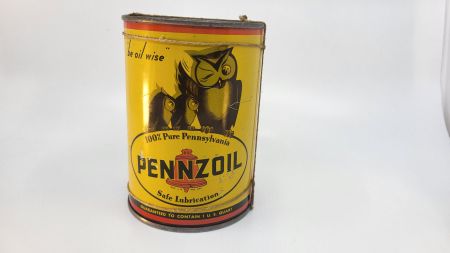 "be oil wise"
100% Pure Pennsylvania
PENNZOIL
Safe Lubrication
GUARANTEED TO CONTAIN 1 U.S. QUART